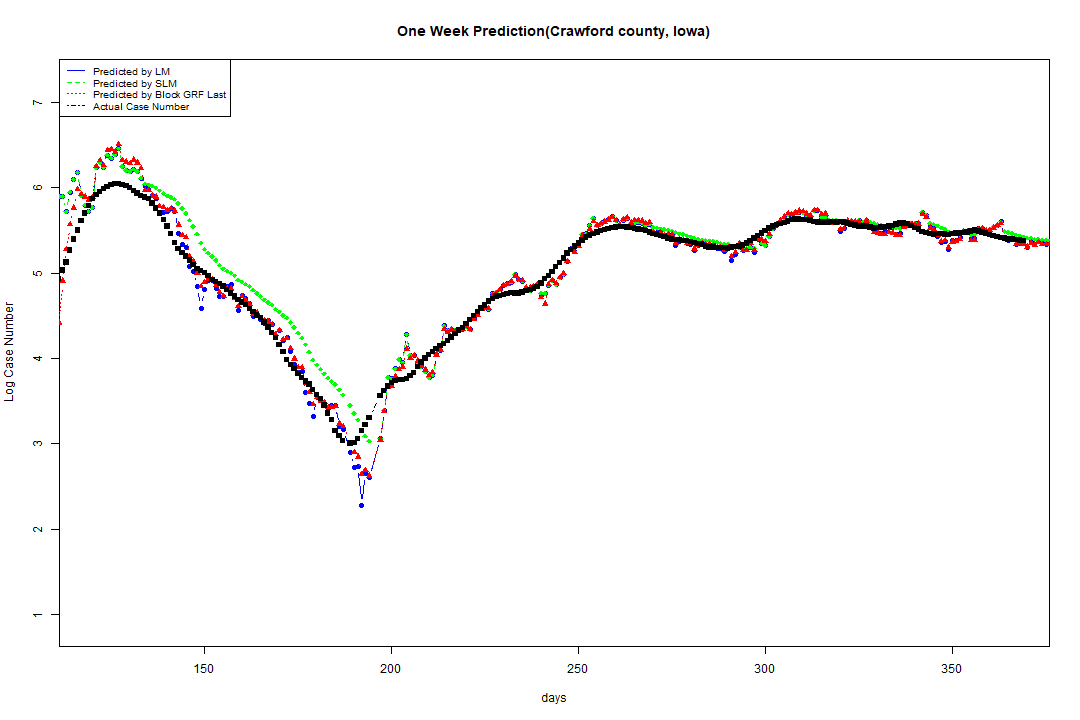 One Week Prediction(Crawford county, Iowa)
Predicted by LM
Predicted by SLM
Predicted by Block GRF Last
Actual Case Number
7
6
5
4
3
2
1
Log Case Number
150 200 250 300 350
days